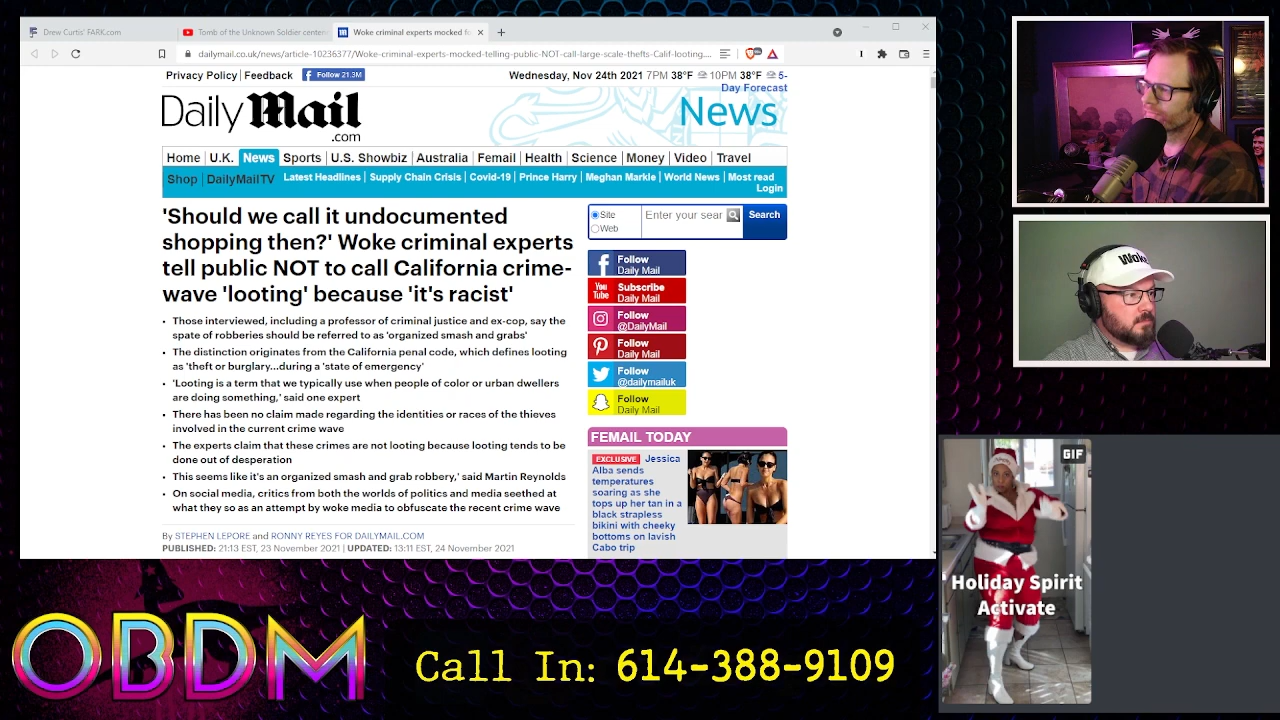 Drew Curtis' FARK.com
Tomb of the Unknown Soldier centen
Woke criminal experts mocked fo
dailymail.co.uk/news/article-10236377/Woke-criminal-experts-mocked-telling-public-NOT-call-large-scale-thefts-Calif-looting....
Privacy Policy | Feedback
Follow 21.3M
Wednesday, Nov 24th 2021 7PM 38°F 10PM 38°F 5-
Day Forecast
Daily Mail
.com
News
Home U.K. News Sports U.S. Showbiz Australia Femail Health Science Money Video Travel
Shop DailyMailTV Latest Headlines Supply Chain Crisis Covid-19 Prince Harry Meghan Markle World News Most read
Login
'Should we call it undocumented
shopping then?' Woke criminal experts
tell public NOT to call California crime-
wave 'looting' because 'it's racist'
• Those interviewed, including a professor of criminal justice and ex-cop, say the
spate of robberies should be referred to as 'organized smash and grabs'
• The distinction originates from the California penal code, which defines looting
as 'theft or burglary...during a 'state of emergency'
• 'Looting is a term that we typically use when people of color or urban dwellers
are doing something,' said one expert
• There has been no claim made regarding the identities or races of the thieves
involved in the current crime wave
• The experts claim that these crimes are not looting because looting tends to be
done out of desperation
• 'This seems like it's an organized smash and grab robbery,' said Martin Reynolds
• On social media, critics from both the worlds of politics and media seethed at
what they so as an attempt by woke media to obfuscate the recent crime wave
By STEPHEN LEPORE and RONNY REYES FOR DAILYMAIL.COM
PUBLISHED: 21:13 EST, 23 November 2021 | UPDATED: 13:11 EST, 24 November 2021
Site
Web
Enter your sear
Search
Follow
Daily Mail
You
Tube
Subscribe
Daily Mail
Follow
@DailyMail
Follow
Daily Mail
Follow
@dailymailuk
Follow
Daily Mail
FEMAIL TODAY
EXCLUSIVE Jessica
Alba sends
temperatures
soaring as she
tops up her tan in a
black strapless
bikini with cheeky
bottoms on lavish
Cabo trip
Woke
GIF
Holiday Spirit
Activate
OBDM
Call In: 614-388-9109